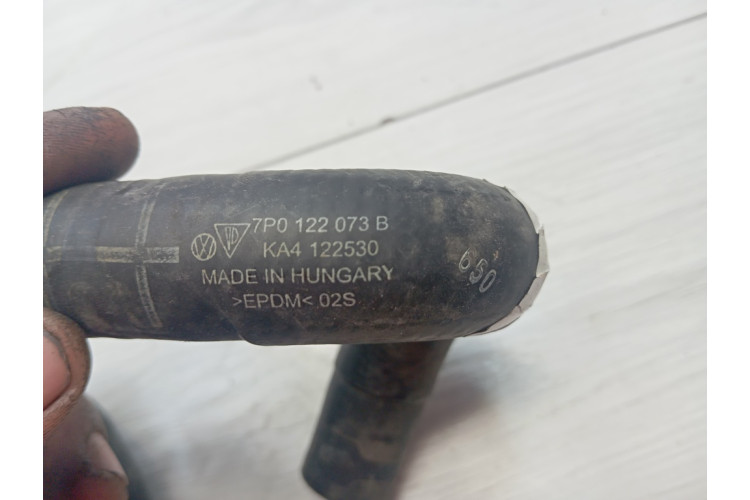 7P0 122 073 B
KA4 122530
MADE IN HUNGARY
>EPDM< 02S
650